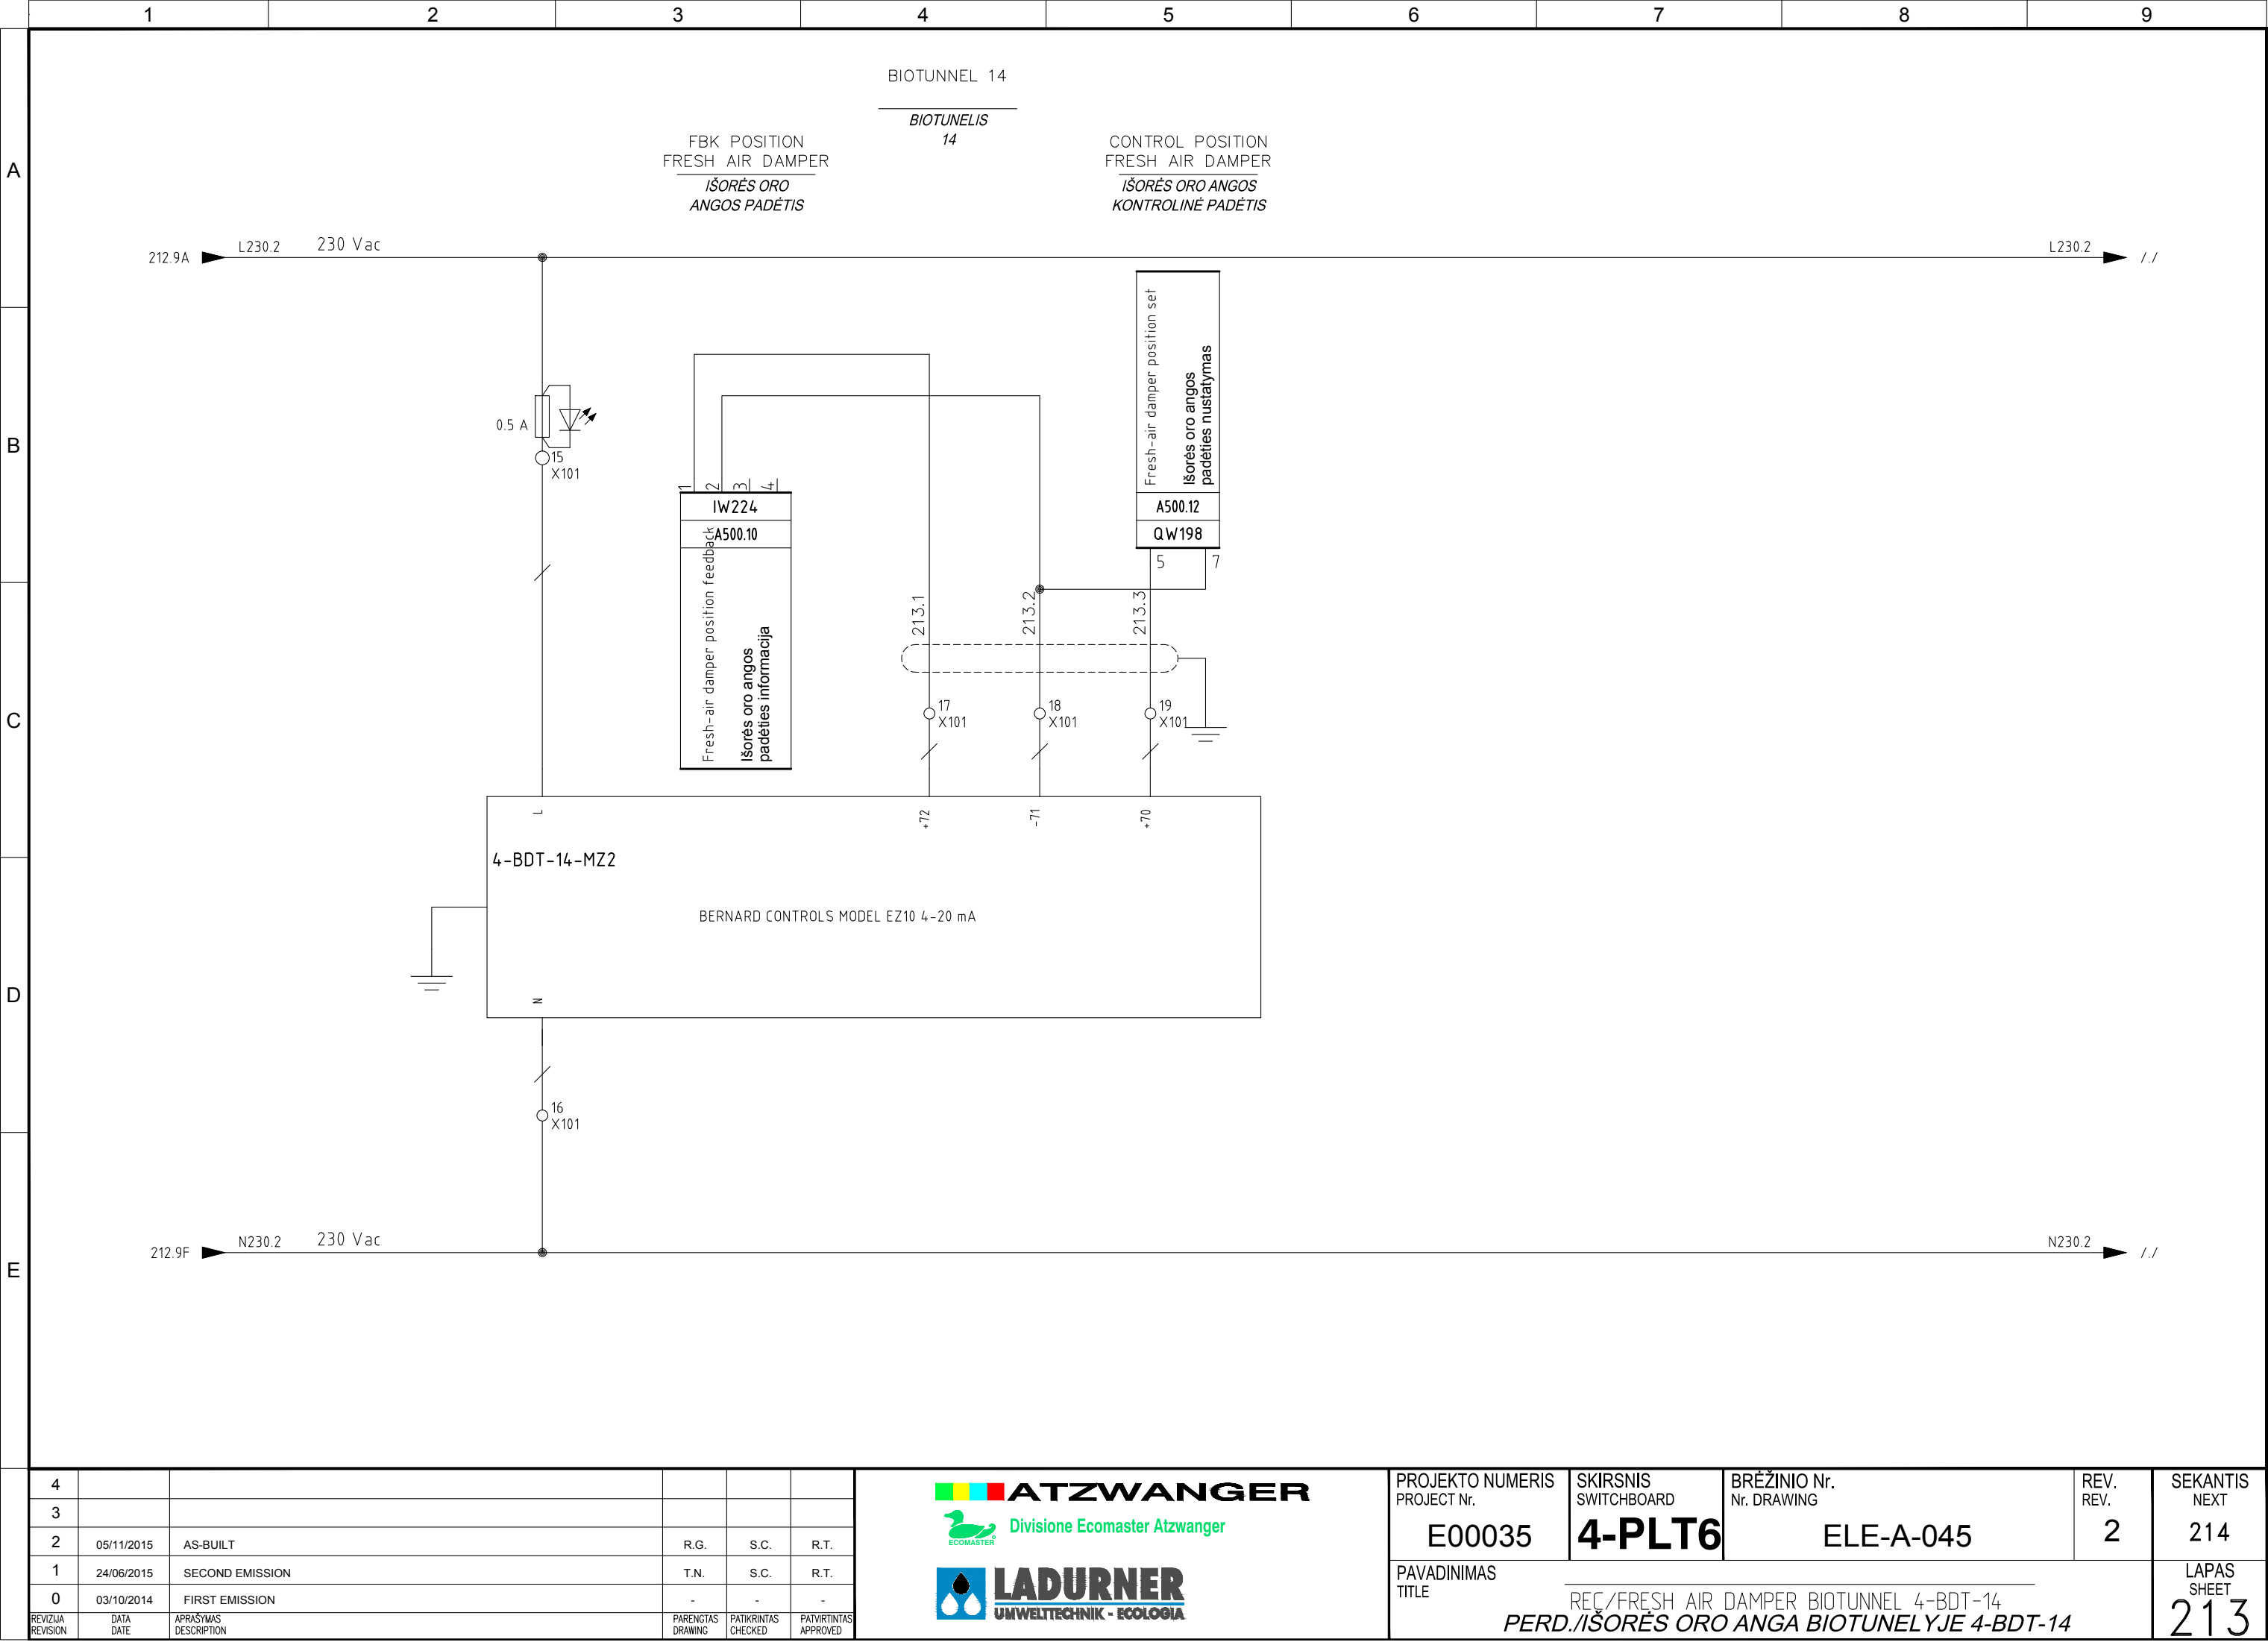 1 2 3 4 5 6 7 8 9
BIOTUNNEL 14
BIOTUNELIS
14
FBK POSITION
FRESH AIR DAMPER
IŠORĖS ORO
ANGOS PADĖTIS
CONTROL POSITION
FRESH AIR DAMPER
IŠORĖS ORO ANGOS
KONTROLINĖ PADĖTIS
A
212.9A L230.2 230 Vac L230.2 /./
Fresh-air damper position set
Išorės oro angos
padėties nustatymas
A500.12
QW198
5 7
B
0.5 A
15
X101
1 2 3 4
IW224
A500.10
Fresh-air damper position feedback
Išorės oro angos
padėties informacija
213.1 213.2 213.3
C
17
X101
18
X101
19
X101
L +72 -71 +70
4-BDT-14-MZ2
BERNARD CONTROLS MODEL EZ10 4-20 mA
D
N
16
X101
E
212.9F N230.2 230 Vac N230.2 /./
4
3
2 05/11/2015 AS-BUILT R.G. S.C. R.T.
1 24/06/2015 SECOND EMISSION T.N. S.C. R.T.
0 03/10/2014 FIRST EMISSION - - -
REVIZIJA DATA APRAŠYMAS PARENGTAS PATIKRINTAS PATVIRTINTAS
REVISION DATE DESCRIPTION DRAWING CHECKED APPROVED
ATZWANGER
Divisione Ecomaster Atzwanger
ECOMASTER
LADURNER
UMWELTTECHNIK - ECOLOGIA
PROJEKTO NUMERIS
PROJECT Nr.
E00035
SKIRSNIS
SWITCHBOARD
4-PLT6
BRĖŽINIO Nr.
Nr. DRAWING
ELE-A-045
REV.
REV.
2
SEKANTIS
NEXT
214
PAVADINIMAS
TITLE
REC/FRESH AIR DAMPER BIOTUNNEL 4-BDT-14
PERD./IŠORĖS ORO ANGA BIOTUNELYJE 4-BDT-14
LAPAS
SHEET
213